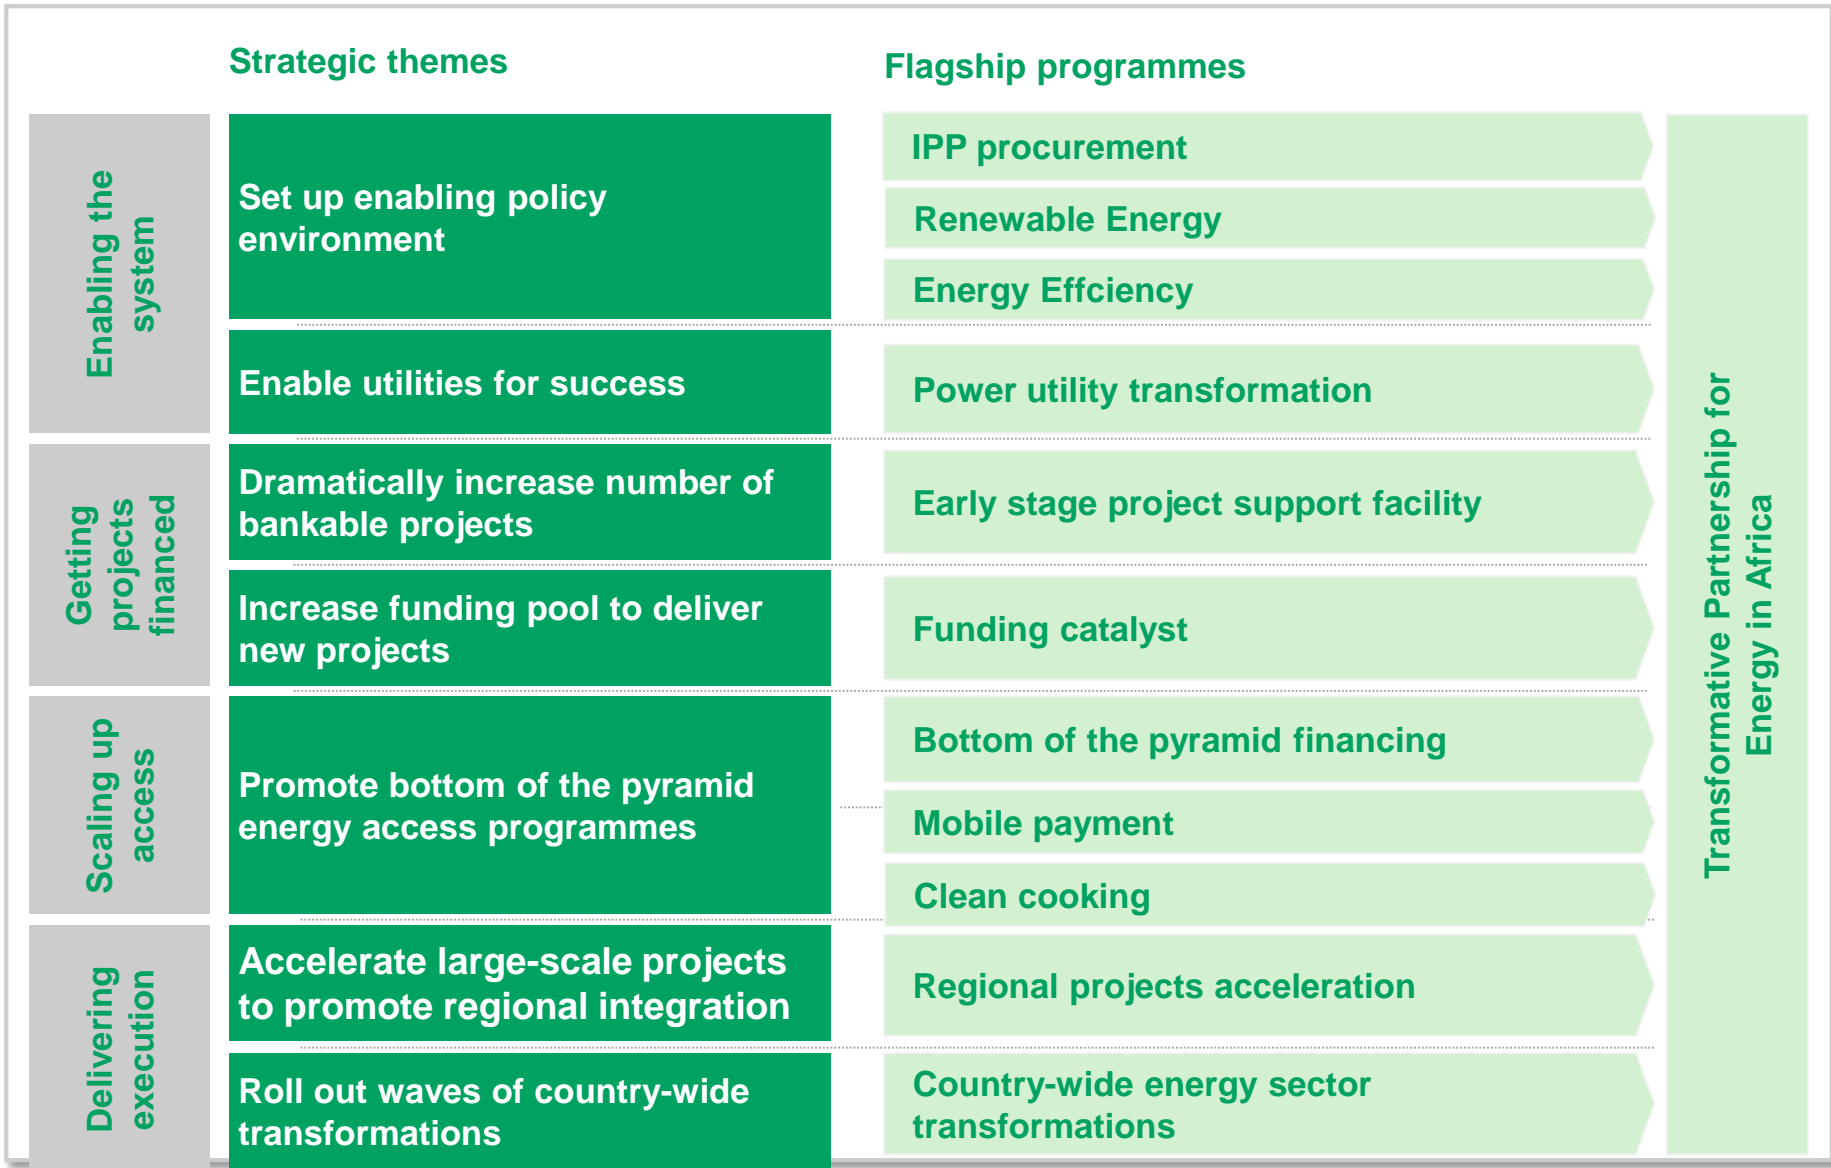 Strategic themes
Flagship programmes
Enabling the
system
Set up enabling policy
environment
IPP procurement
Renewable Energy
Energy Effciency
Enable utilities for success
Power utility transformation
Getting
projects
financed
Dramatically increase number of
bankable projects
Early stage project support facility
Increase funding pool to deliver
new projects
Funding catalyst
Scaling up
access
Promote bottom of the pyramid
energy access programmes
Bottom of the pyramid financing
Mobile payment
Clean cooking
Delivering
execution
Accelerate large-scale projects
to promote regional integration
Regional projects acceleration
Roll out waves of country-wide
transformations
Country-wide energy sector
transformations
Transformative Partnership for
Energy in Africa